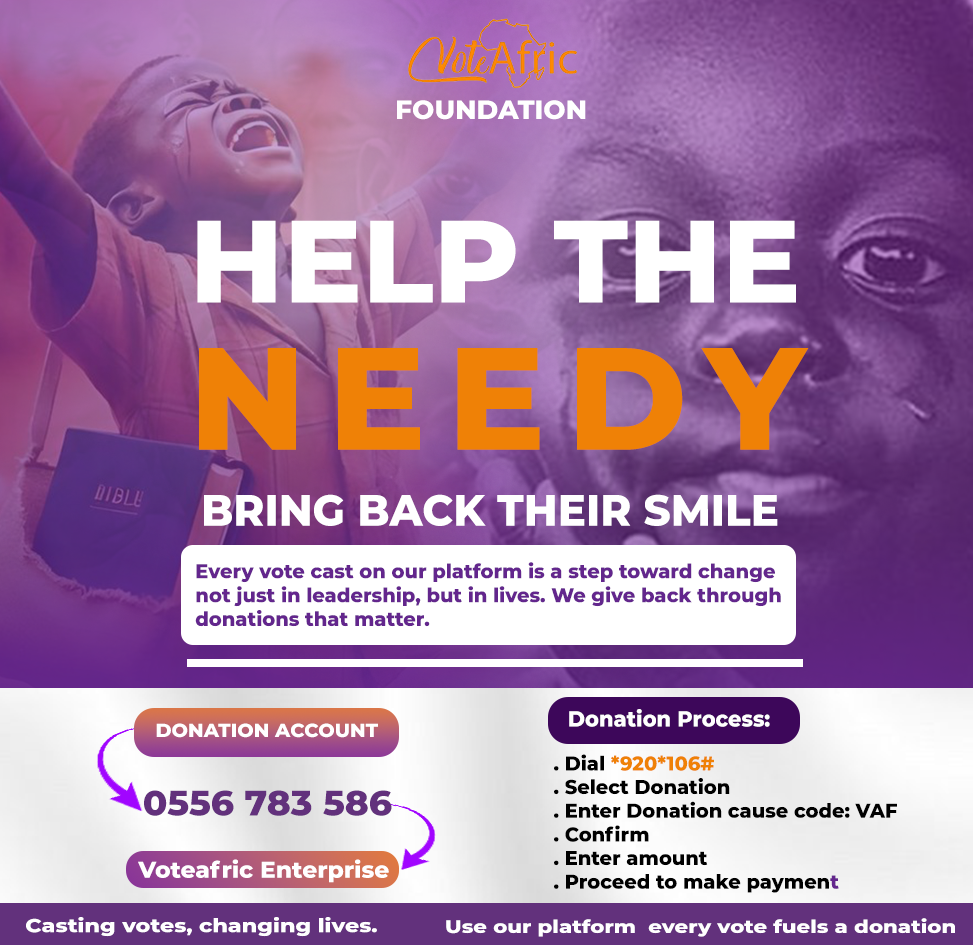 VoteAfric
FOUNDATION
HELP THE
NEEDY
BRING BACK THEIR SMILE
BIBLE
Every vote cast on our platform is a step toward change
not just in leadership, but in lives. We give back through
donations that matter.
DONATION ACCOUNT
0556 783 586
Voteafric Enterprise
Donation Process:
. Dial *920*106#
. Select Donation
. Enter Donation cause code: VAF
. Confirm
. Enter amount
. Proceed to make payment
Casting votes, changing lives.
Use our platform every vote fuels a donation